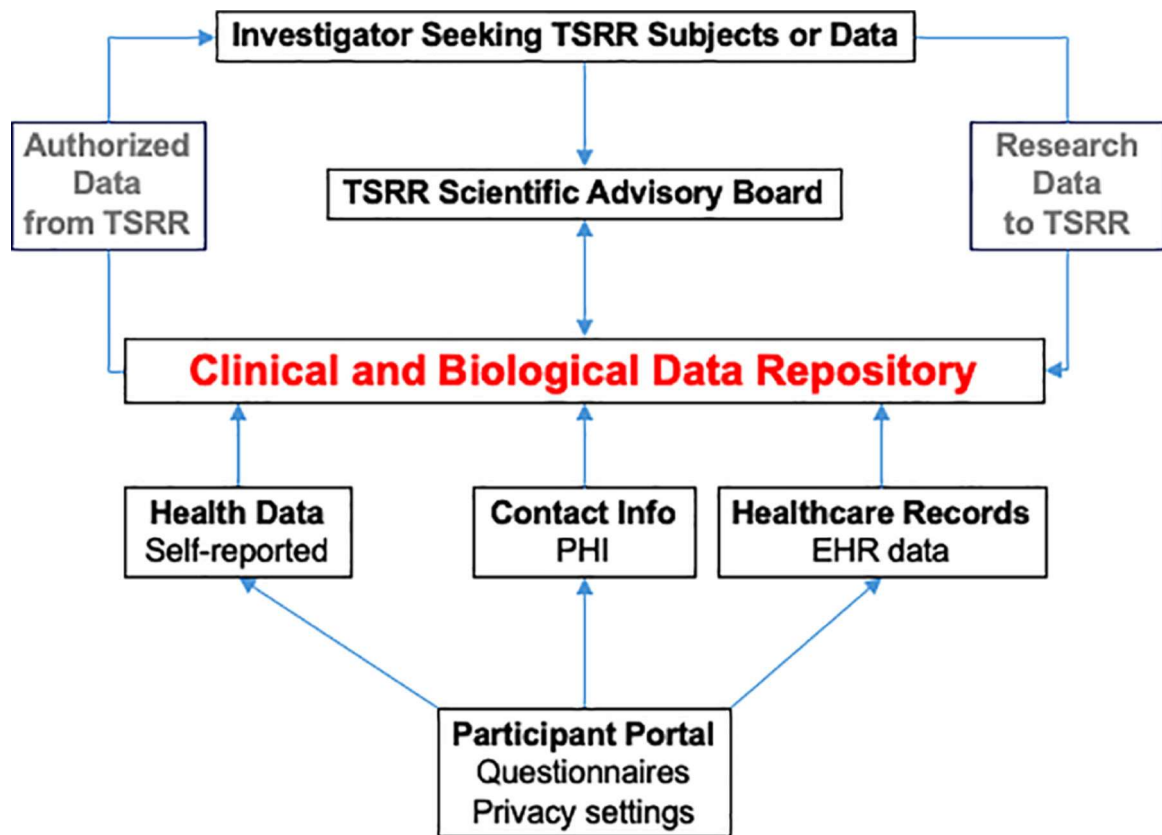 Investigator Seeking TSRR Subjects or Data
Authorized
Data
from TSRR
TSRR Scientific Advisory Board
Research
Data
to TSRR
Clinical and Biological Data Repository
Health Data
Self-reported
Contact Info
PHI
Healthcare Records
EHR data
Participant Portal
Questionnaires
Privacy settings